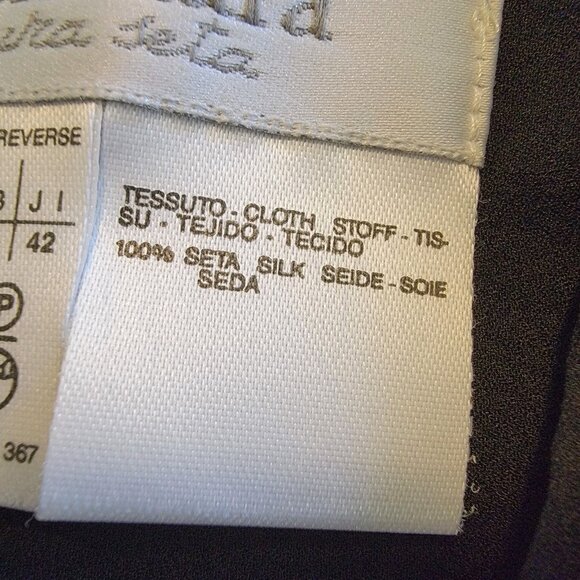 pura seta
REVERSE
J I
42
TESSUTO - CLOTH STOFF - TIS-
SU - TEJIDO - TECIDO
100% SETA SILK SEIDE - SOIE
SEDA
P
367